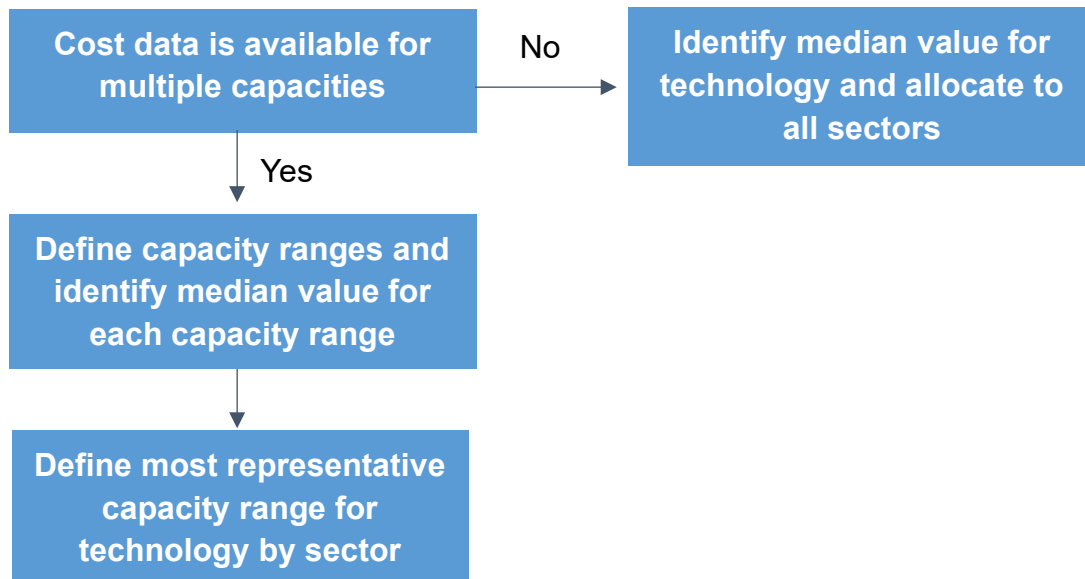 Cost data is available for
multiple capacities
No
Identify median value for
technology and allocate to
all sectors
Yes
Define capacity ranges and
identify median value for
each capacity range
Define most representative
capacity range for
technology by sector